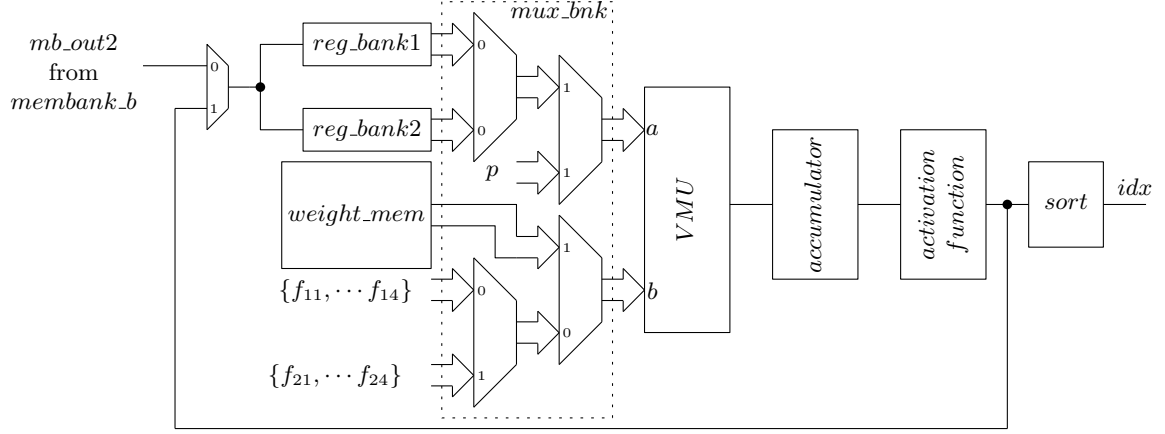 mux_bnk
mb_out2
from
membank_b
0
1
reg_bank1
0
reg_bank2
0
1
p
1
a
weight_mem
1
{f11, ··· f14}
0
0
{f21, ··· f24}
1
b
VMU
accumulator
activation
function
sort
idx